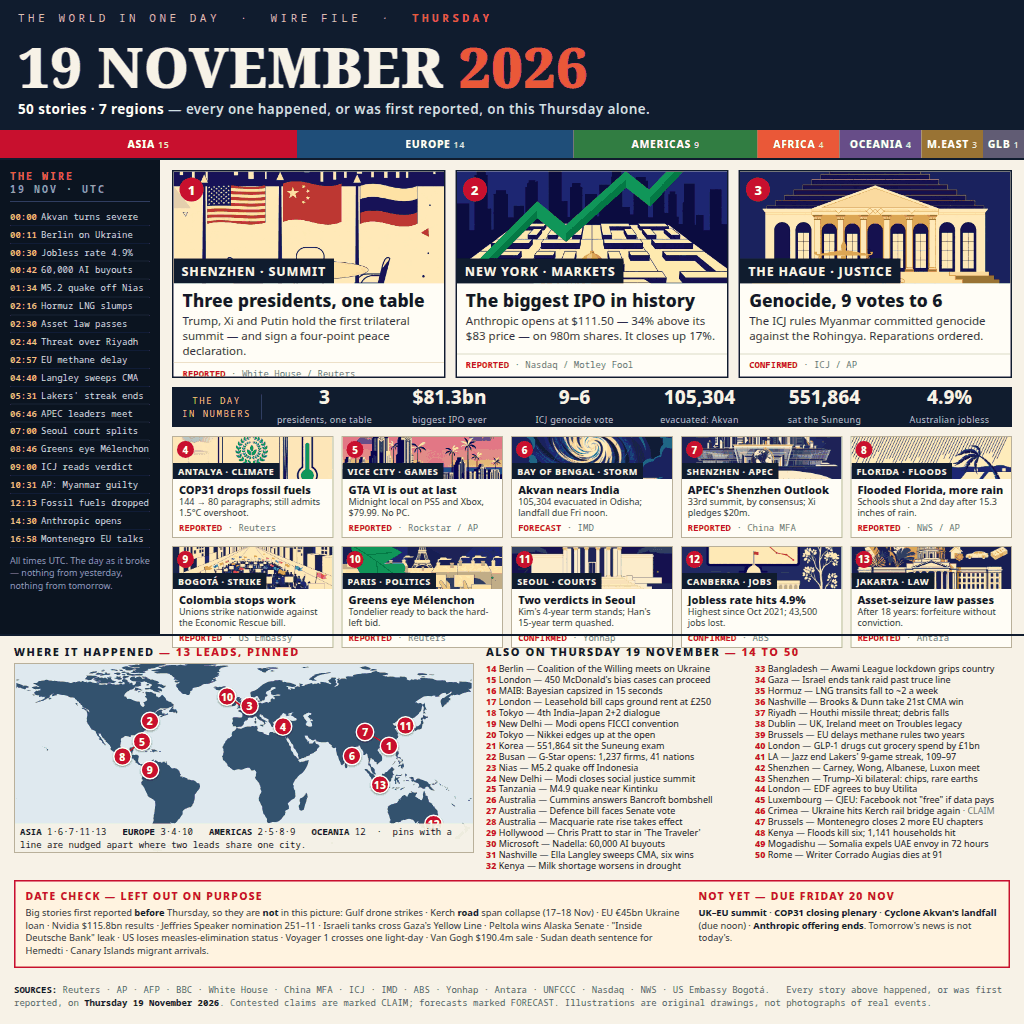 THE WORLD IN ONE DAY · WIRE FILE · THURSDAY
19 NOVEMBER 2026
50 stories · 7 regions — every one happened, or was first reported, on this Thursday alone.
ASIA 15 EUROPE 14 AMERICAS 9 AFRICA 4 OCEANIA 4 M.EAST 3 GLB 1
THE WIRE
19 NOV · UTC
00:00 Akvan turns severe
00:11 Berlin on Ukraine
00:30 Jobless rate 4.9%
00:42 60,000 AI buyouts
01:34 M5.2 quake off Nias
02:16 Hormuz LNG slumps
02:30 Asset law passes
02:44 Threat over Riyadh
02:57 EU methane delay
04:40 Langley sweeps CMA
05:31 Lakers' streak ends
06:46 APEC leaders meet
07:00 Seoul court splits
08:46 Greens eye Mélenchon
09:00 ICJ reads verdict
10:31 AP: Myanmar guilty
12:13 Fossil fuels dropped
14:30 Anthropic opens
16:58 Montenegro EU talks
All times UTC. The day as it broke
— nothing from yesterday,
nothing from tomorrow.
1
SHENZHEN · SUMMIT
Three presidents, one table
Trump, Xi and Putin hold the first trilateral
summit — and sign a four-point peace
declaration.
REPORTED · White House / Reuters
2
NEW YORK · MARKETS
The biggest IPO in history
Anthropic opens at $111.50 — 34% above its
$83 price — on 980m shares. It closes up 17%.
REPORTED · Nasdaq / Motley Fool
3
THE HAGUE · JUSTICE
Genocide, 9 votes to 6
The ICJ rules Myanmar committed genocide
against the Rohingya. Reparations ordered.
CONFIRMED · ICJ / AP
THE DAY
IN NUMBERS
3
presidents, one table
$81.3bn
biggest IPO ever
9–6
ICJ genocide vote
105,304
evacuated: Akvan
551,864
sat the Suneung
4.9%
Australian jobless
4
ANTALYA · CLIMATE
COP31 drops fossil fuels
144 → 80 paragraphs; still admits
1.5°C overshoot.
REPORTED · Reuters
5
VICE CITY · GAMES
GTA VI is out at last
Midnight local on PS5 and Xbox,
$79.99. No PC.
REPORTED · Rockstar / AP
6
BAY OF BENGAL · STORM
Akvan nears India
105,304 evacuated in Odisha;
landfall due Fri noon.
FORECAST · IMD
7
SHENZHEN · APEC
APEC's Shenzhen Outlook
33rd summit, by consensus; Xi
pledges $20m.
REPORTED · China MFA
8
FLORIDA · FLOODS
Flooded Florida, more rain
Schools shut a 2nd day after 15.3
inches of rain.
REPORTED · NWS / AP
9
BOGOTÁ · STRIKE
Colombia stops work
Unions strike nationwide against
the Economic Rescue bill.
REPORTED · US Embassy
10
PARIS · POLITICS
Greens eye Mélenchon
Tondelier ready to back the hard-
left bid.
REPORTED · Reuters
11
SEOUL · COURTS
Two verdicts in Seoul
Kim's 4-year term stands; Han's
15-year term quashed.
CONFIRMED · Yonhap
12
CANBERRA · JOBS
Jobless rate hits 4.9%
Highest since Oct 2021; 43,500
jobs lost.
CONFIRMED · ABS
13
JAKARTA · LAW
Asset-seizure law passes
After 18 years: forfeiture without
conviction.
REPORTED · Antara
WHERE IT HAPPENED — 13 LEADS, PINNED
10
3
2
4
5
7
11
1
8
6
9
13
12
ASIA 1·6·7·11·13 EUROPE 3·4·10 AMERICAS 2·5·8·9 OCEANIA 12 · pins with a
line are nudged apart where two leads share one city.
ALSO ON THURSDAY 19 NOVEMBER — 14 TO 50
14 Berlin — Coalition of the Willing meets on Ukraine
15 London — 450 McDonald's bias cases can proceed
16 MAIB: Bayesian capsized in 15 seconds
17 London — Leasehold bill caps ground rent at £250
18 Tokyo — 4th India–Japan 2+2 dialogue
19 New Delhi — Modi opens FICCI convention
20 Tokyo — Nikkei edges up at the open
21 Korea — 551,864 sit the Suneung exam
22 Busan — G-Star opens: 1,237 firms, 41 nations
23 Nias — M5.2 quake off Indonesia
24 New Delhi — Modi closes social justice summit
25 Tanzania — M4.9 quake near Kintinku
26 Australia — Cummins answers Bancroft bombshell
27 Australia — Defence bill faces Senate vote
28 Australia — Macquarie rate rise takes effect
29 Hollywood — Chris Pratt to star in 'The Traveler'
30 Microsoft — Nadella: 60,000 AI buyouts
31 Nashville — Ella Langley sweeps CMA, six wins
32 Kenya — Milk shortage worsens in drought
33 Bangladesh — Awami League lockdown grips country
34 Gaza — Israel ends tank raid past truce line
35 Hormuz — LNG transits fall to ~2 a week
36 Nashville — Brooks & Dunn take 21st CMA win
37 Riyadh — Houthi missile threat; debris falls
38 Dublin — UK, Ireland meet on Troubles legacy
39 Brussels — EU delays methane rules two years
40 London — GLP-1 drugs cut grocery spend by £1bn
41 LA — Jazz end Lakers' 9-game streak, 109–97
42 Shenzhen — Carney, Wong, Albanese, Luxon meet
43 Shenzhen — Trump–Xi bilateral: chips, rare earths
44 London — EDF agrees to buy Utilita
45 Luxembourg — CJEU: Facebook not "free" if data pays
46 Crimea — Ukraine hits Kerch rail bridge again · CLAIM
47 Brussels — Montenegro closes 2 more EU chapters
48 Kenya — Floods kill six; 1,141 households hit
49 Mogadishu — Somalia expels UAE envoy in 72 hours
50 Rome — Writer Corrado Augias dies at 91
DATE CHECK — LEFT OUT ON PURPOSE
Big stories first reported before Thursday, so they are not in this picture: Gulf drone strikes · Kerch road span collapse (17–18 Nov) · EU €45bn Ukraine
loan · Nvidia $115.8bn results · Jeffries Speaker nomination 251–11 · Israeli tanks cross Gaza's Yellow Line · Peltola wins Alaska Senate · "Inside
Deutsche Bank" leak · US loses measles-elimination status · Voyager 1 crosses one light-day · Van Gogh $190.4m sale · Sudan death sentence for
Hemedti · Canary Islands migrant arrivals.
NOT YET — DUE FRIDAY 20 NOV
UK–EU summit · COP31 closing plenary · Cyclone Akvan's landfall
(due noon) · Anthropic offering ends. Tomorrow's news is not
today's.
SOURCES: Reuters · AP · AFP · BBC · White House · China MFA · ICJ · IMD · ABS · Yonhap · Antara · UNFCCC · Nasdaq · NWS · US Embassy Bogotá. Every story above happened, or was first
reported, on Thursday 19 November 2026. Contested claims are marked CLAIM; forecasts marked FORECAST. Illustrations are original drawings, not photographs of real events.